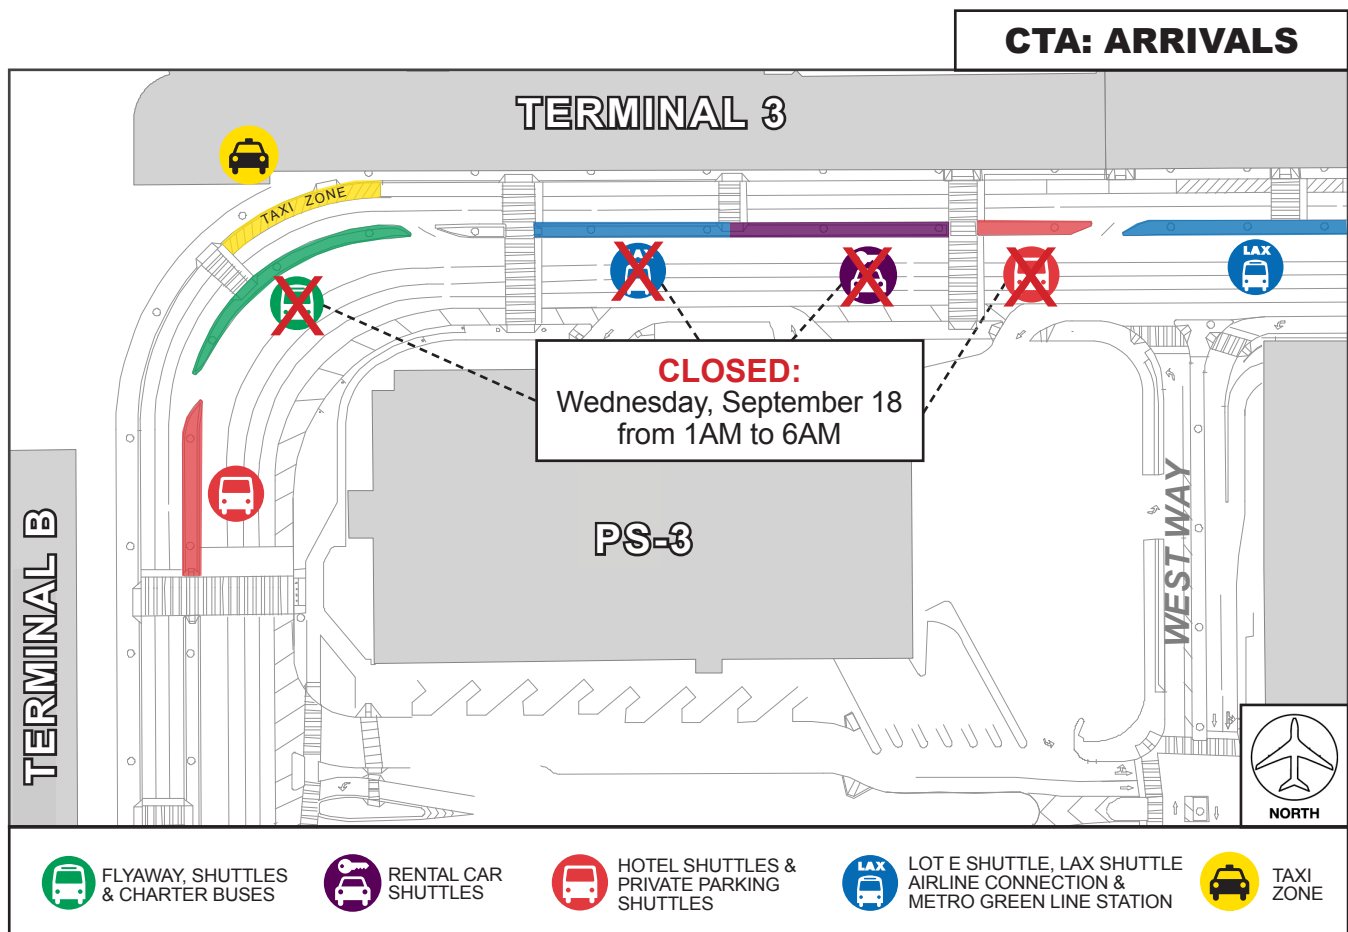 CTA: ARRIVALS
TERMINAL 3
TAXI ZONE
LAX
CLOSED:
Wednesday, September 18
from 1AM to 6AM
PS-3
TERMINAL B
WEST WAY
NORTH
FLYAWAY, SHUTTLES
& CHARTER BUSES
RENTAL CAR
SHUTTLES
HOTEL SHUTTLES &
PRIVATE PARKING
SHUTTLES
LAX
LOT E SHUTTLE, LAX SHUTTLE
AIRLINE CONNECTION &
METRO GREEN LINE STATION
TAXI
ZONE